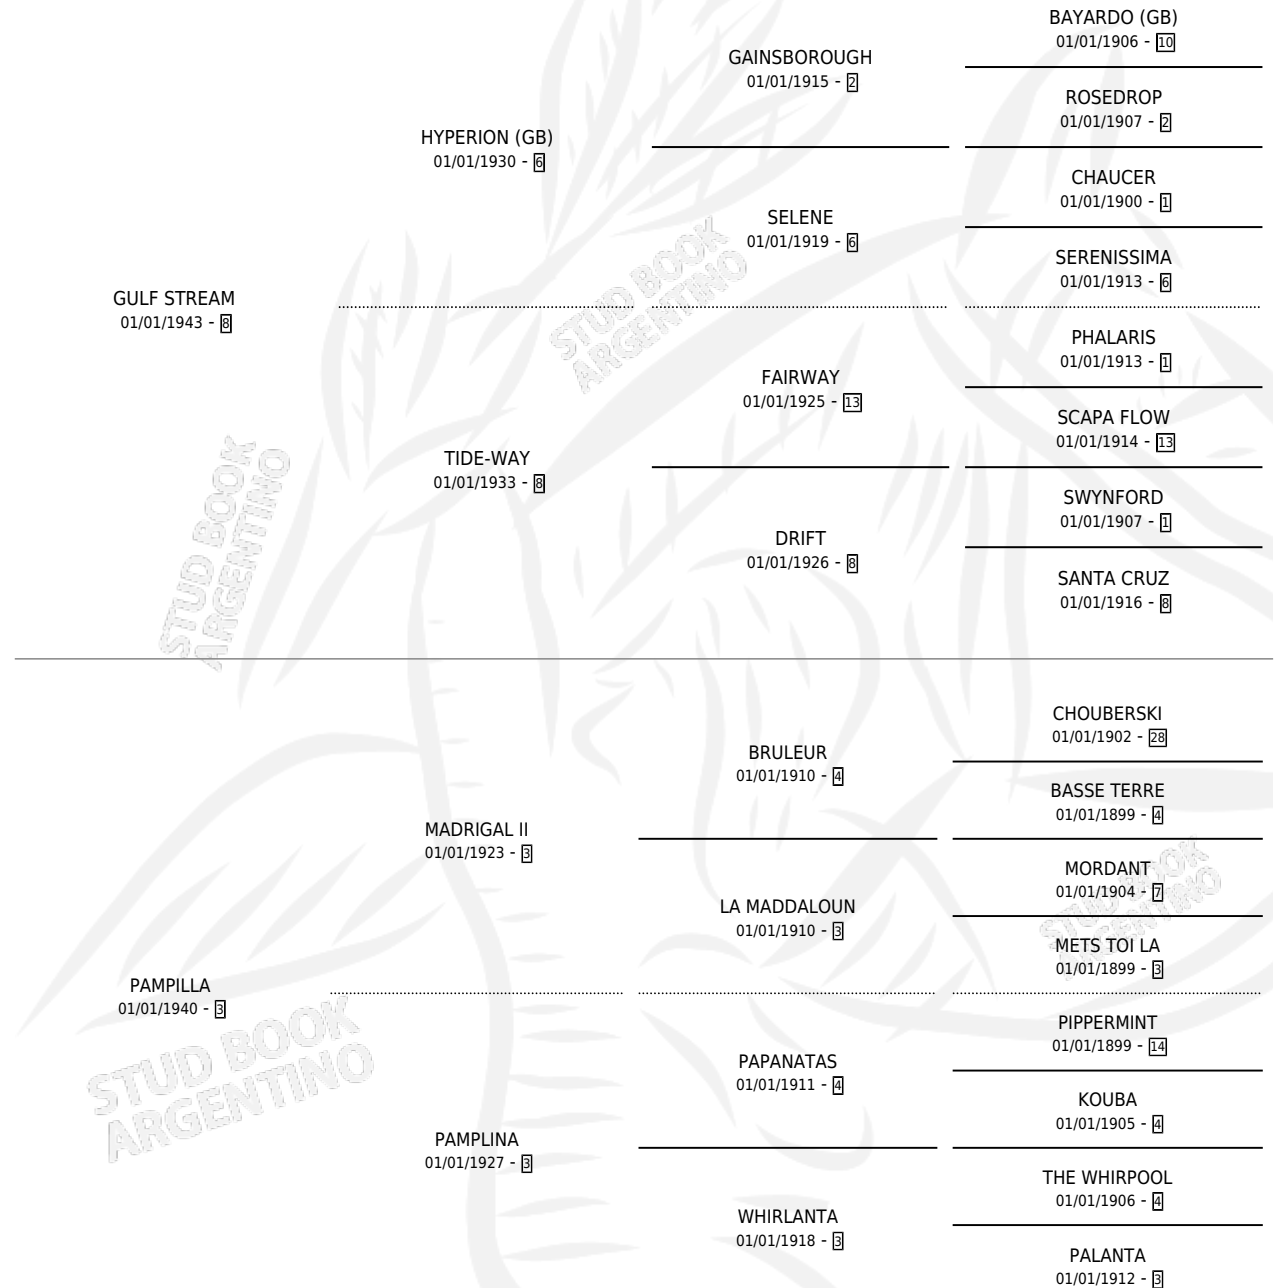 BAYARDO (GB)
01/01/1906 - 10
GAINSBOROUGH
01/01/1915 - 2
ROSEDROP
01/01/1907 - 2
HYPERION (GB)
01/01/1930 - 6
CHAUCER
01/01/1900 - 1
SELENE
01/01/1919 - 6
SERENISSIMA
01/01/1913 - 6
GULF STREAM
01/01/1943 - 8
PHALARIS
01/01/1913 - 1
FAIRWAY
01/01/1925 - 13
SCAPA FLOW
01/01/1914 - 13
TIDE-WAY
01/01/1933 - 8
SWYNFORD
01/01/1907 - 1
DRIFT
01/01/1926 - 8
SANTA CRUZ
01/01/1916 - 8
STUD BOOK
ARGENTINO
STUD BOOK
ARGENTINO
CHOUBERSKI
01/01/1902 - 28
BRULEUR
01/01/1910 - 4
BASSE TERRE
01/01/1899 - 4
MADRIGAL II
01/01/1923 - 3
MORDANT
01/01/1904 - 7
LA MADDALOUN
01/01/1910 - 3
METS TOI LA
01/01/1899 - 3
STUD BOOK
ARGENTINO
PAMPILLA
01/01/1940 - 3
PIPPERMINT
01/01/1899 - 14
PAPANATAS
01/01/1911 - 4
KOUBA
01/01/1905 - 4
PAMPLINA
01/01/1927 - 3
THE WHIRPOOL
01/01/1906 - 4
WHIRLANTA
01/01/1918 - 3
PALANTA
01/01/1912 - 3
STUD BOOK
ARGENTINO